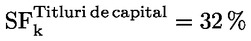 SF_k^{Titluri de capital} = 32 %